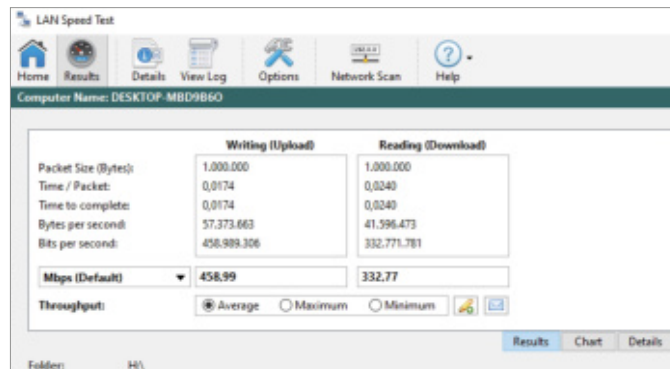 LAN Speed Test
Home Results Details View Log Options Network Scan Help
Computer Name: DESKTOP-MBD9B6O
Writing (Upload) Reading (Download)
Packet Size (Bytes): 1.000.000 1.000.000
Time / Packet: 0,0174 0,0240
Time to complete: 0,0174 0,0240
Bytes per second: 57.373.663 41.596.473
Bits per second: 458.989.306 332.771.781
Mbps (Default) 458,99 332,77
Throughput: Average Maximum Minimum
Results Chart Details
Folder: H:\